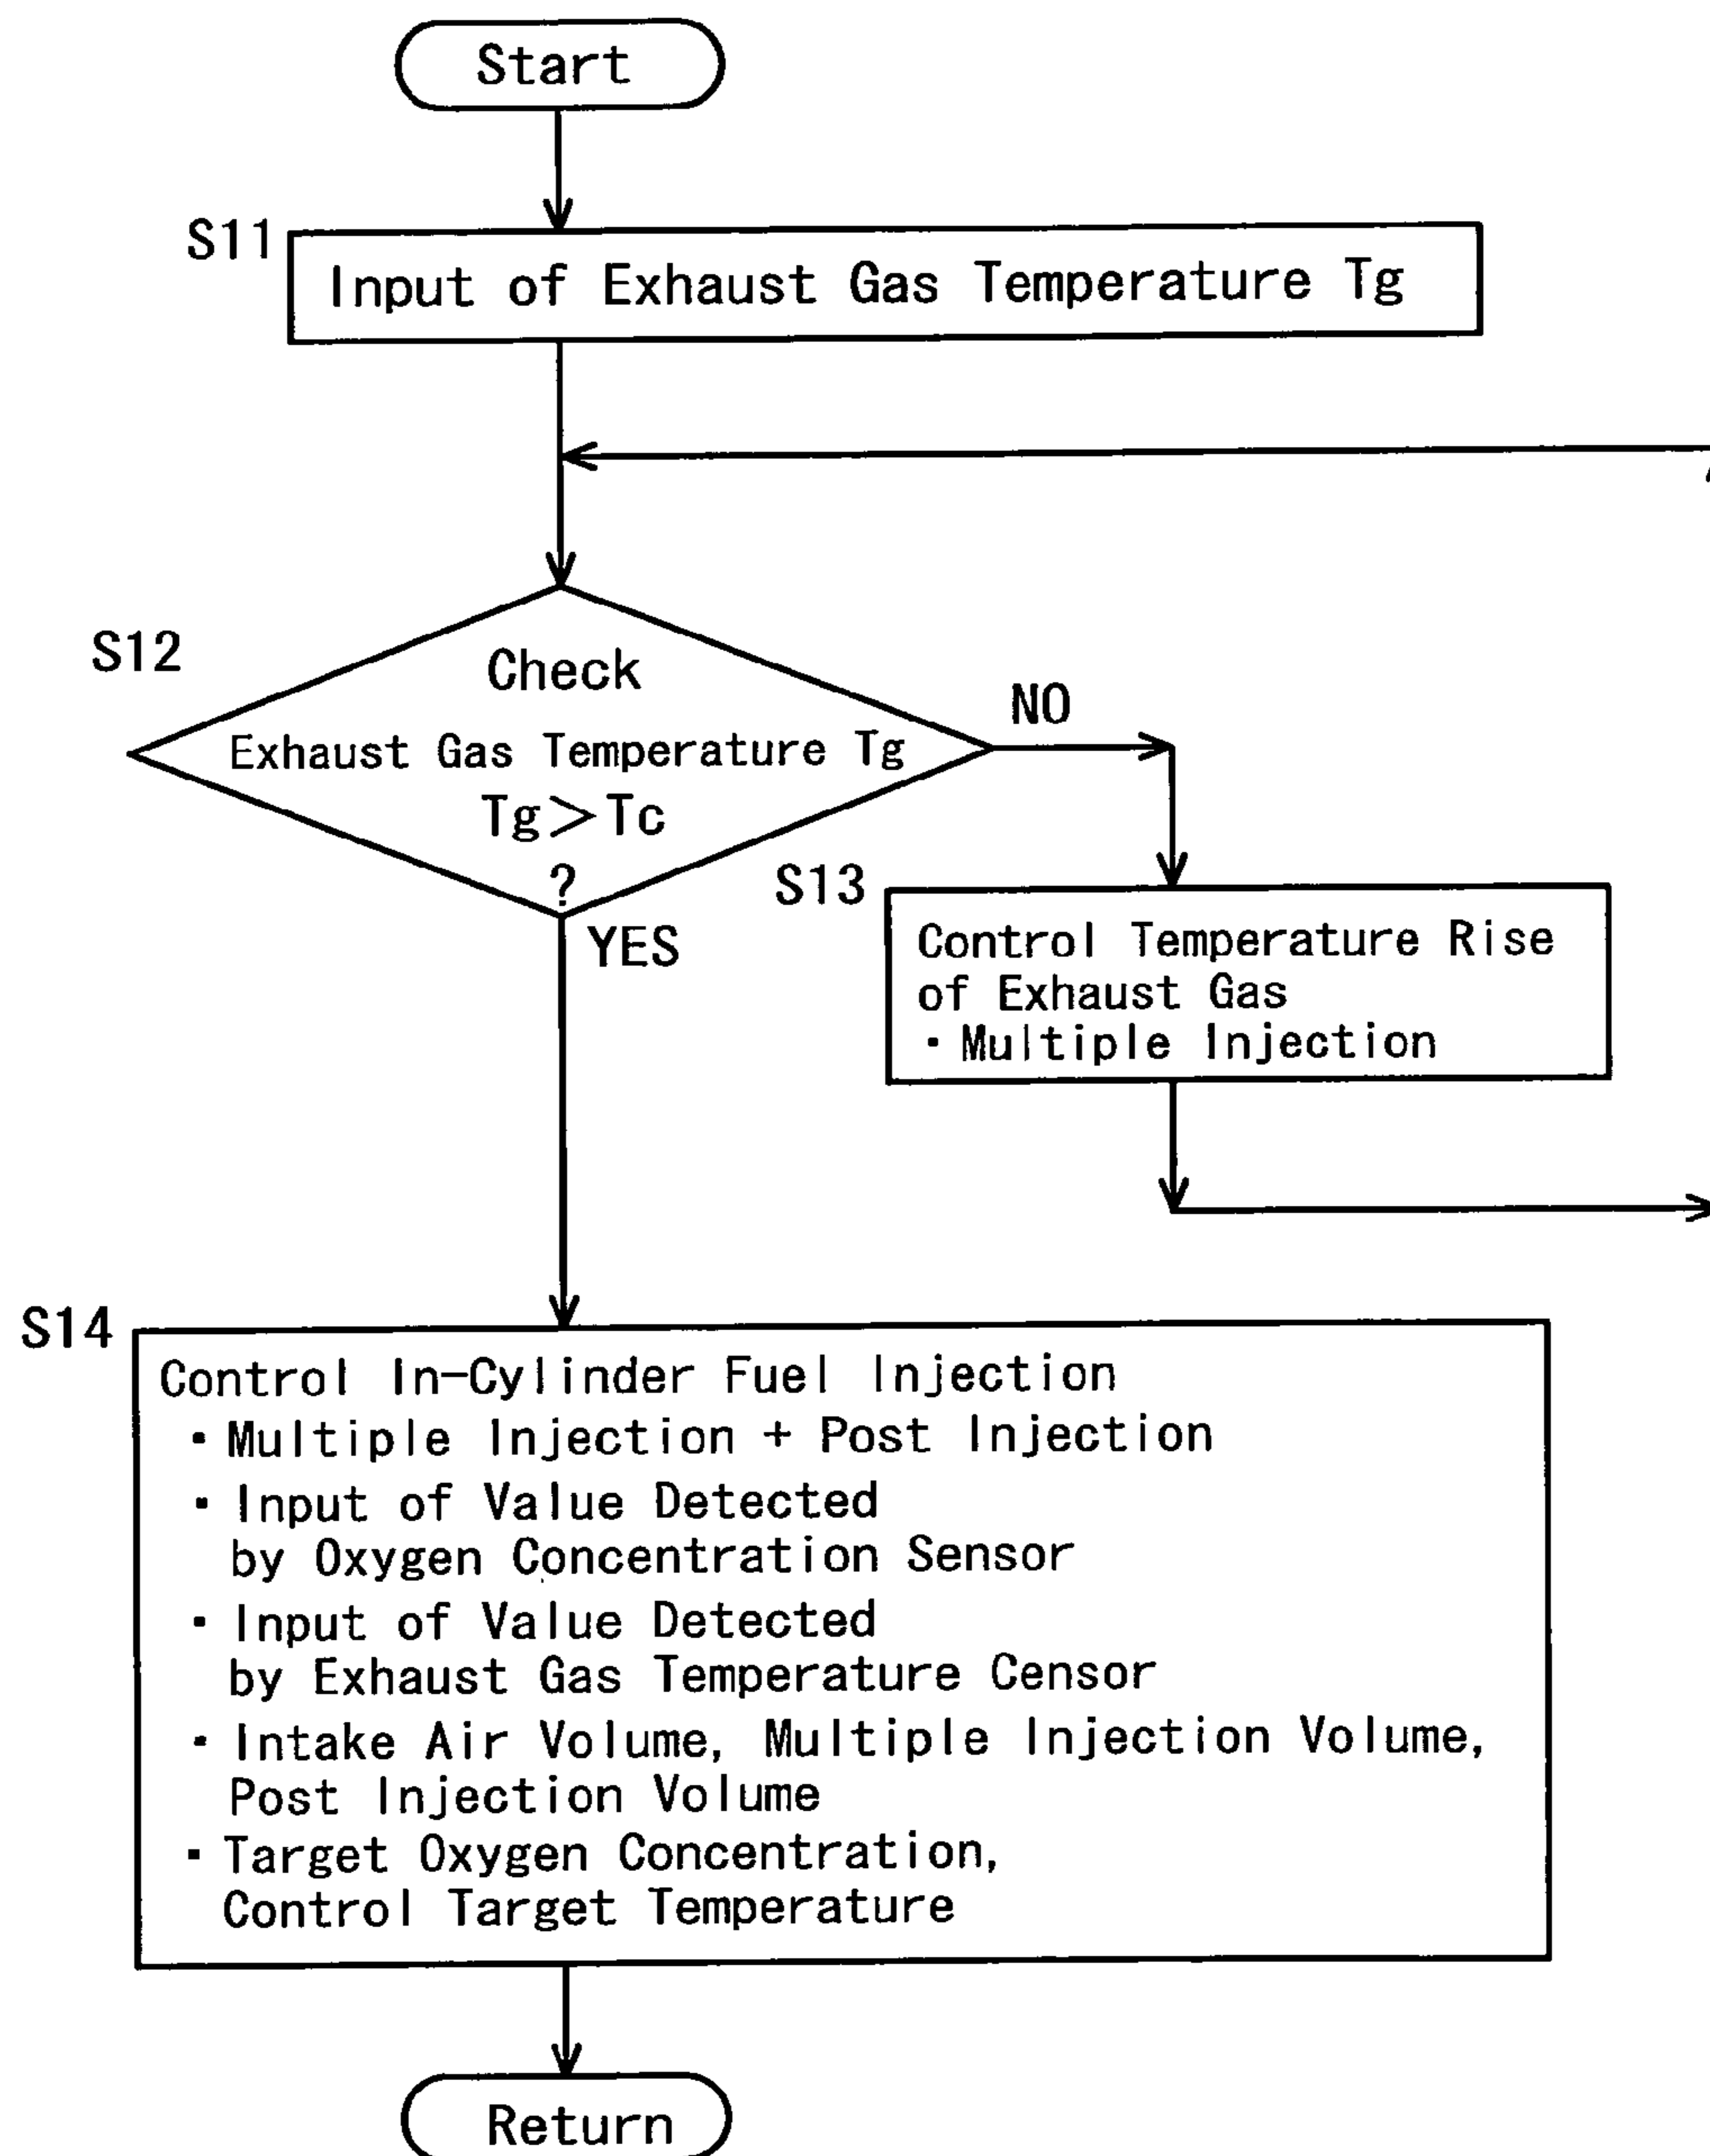 Start
S11
Input of Exhaust Gas Temperature Tg
S12
Check
Exhaust Gas Temperature Tg
Tg>Tc
?
NO
YES
S13
Control Temperature Rise
of Exhaust Gas
・Multiple Injection
S14
Control In-Cylinder Fuel Injection
・Multiple Injection + Post Injection
・Input of Value Detected
by Oxygen Concentration Sensor
・Input of Value Detected
by Exhaust Gas Temperature Censor
・Intake Air Volume, Multiple Injection Volume,
Post Injection Volume
・Target Oxygen Concentration,
Control Target Temperature
Return